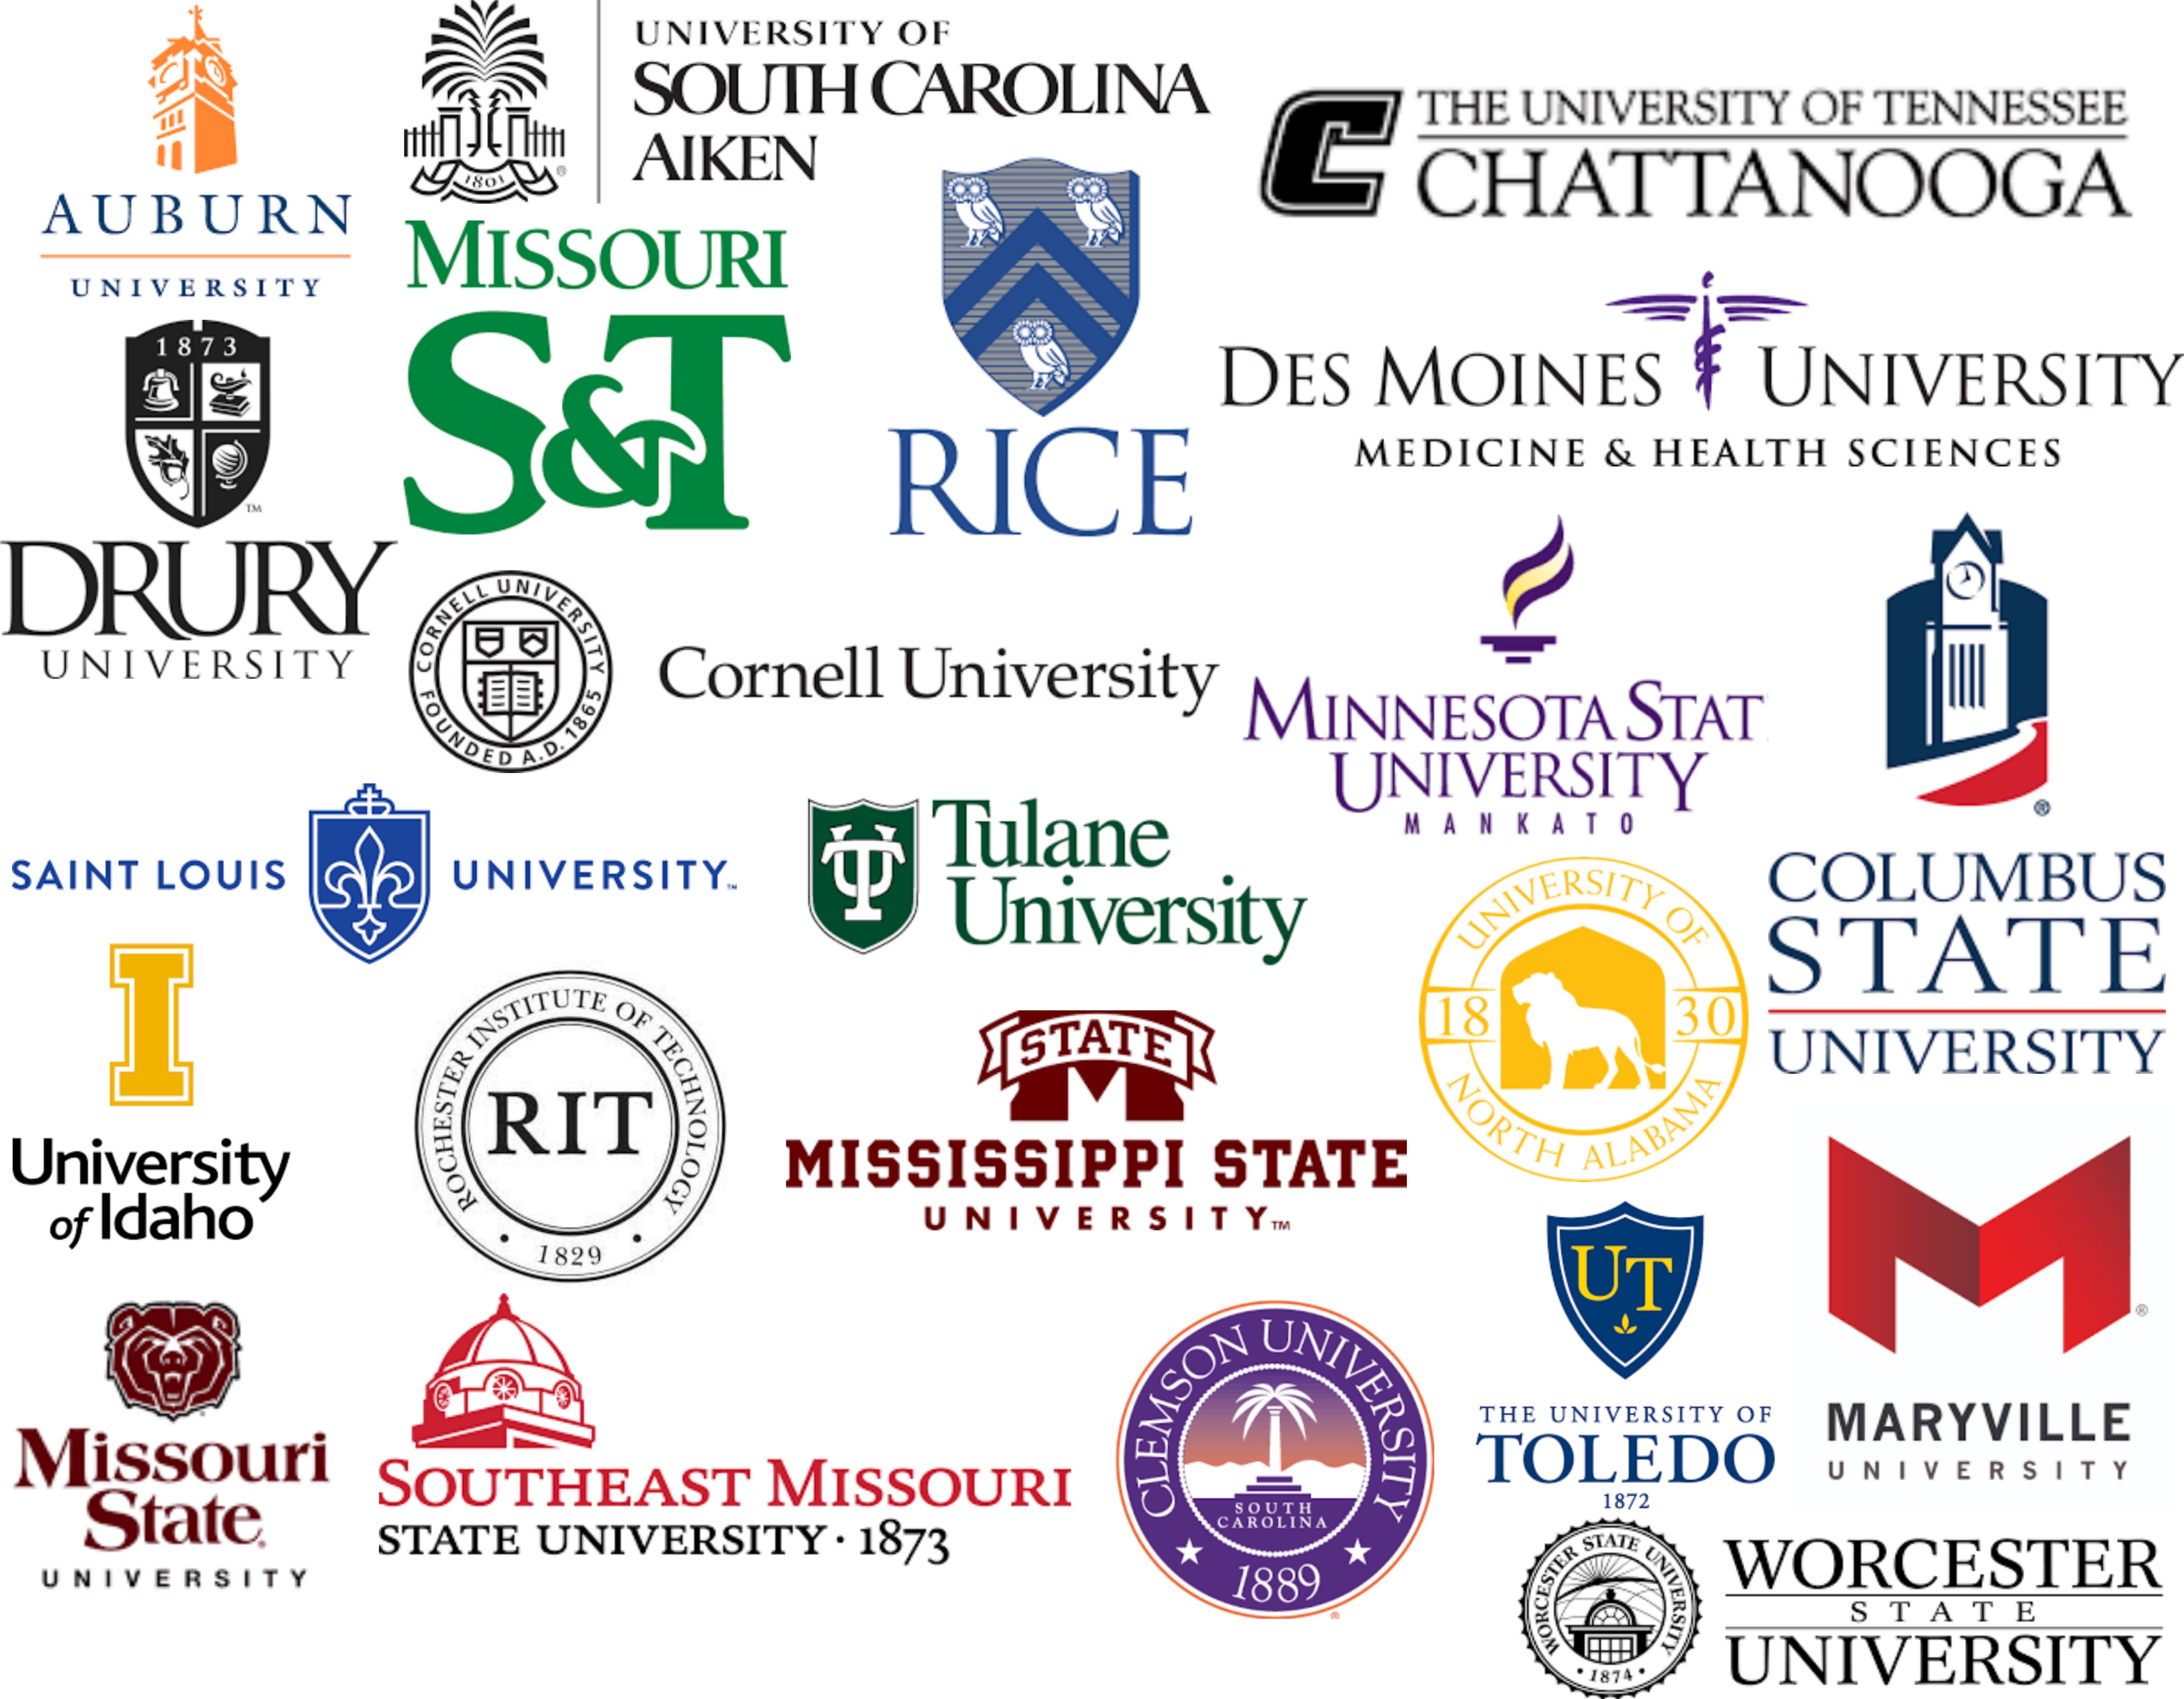 AUBURN
UNIVERSITY
1801
®
UNIVERSITY OF
SOUTH CAROLINA
AIKEN
C
THE UNIVERSITY OF TENNESSEE
CHATTANOOGA
MISSOURI
S&T
RICE
DES MOINES UNIVERSITY
MEDICINE & HEALTH SCIENCES
1873
TM
DRURY
UNIVERSITY
CORNELL UNIVERSITY
FOUNDED A.D. 1865
Cornell University
MINNESOTA STAT
UNIVERSITY
MANKATO
®
COLUMBUS
STATE
UNIVERSITY
SAINT LOUIS UNIVERSITY™
TU
Tulane
University
UNIVERSITY OF
18 30
NORTH ALABAMA
I
University
of Idaho
ROCHESTER INSTITUTE OF TECHNOLOGY
RIT
• 1829 •
STATE
M
MISSISSIPPI STATE
UNIVERSITY™
UT
THE UNIVERSITY OF
TOLEDO
1872
M
®
MARYVILLE
UNIVERSITY
Missouri
State
UNIVERSITY
SOUTHEAST MISSOURI
STATE UNIVERSITY · 1873
CLEMSON UNIVERSITY
SOUTH
CAROLINA
1889
®
WORCESTER STATE UNIVERSITY
• 1874 •
WORCESTER
STATE
UNIVERSITY